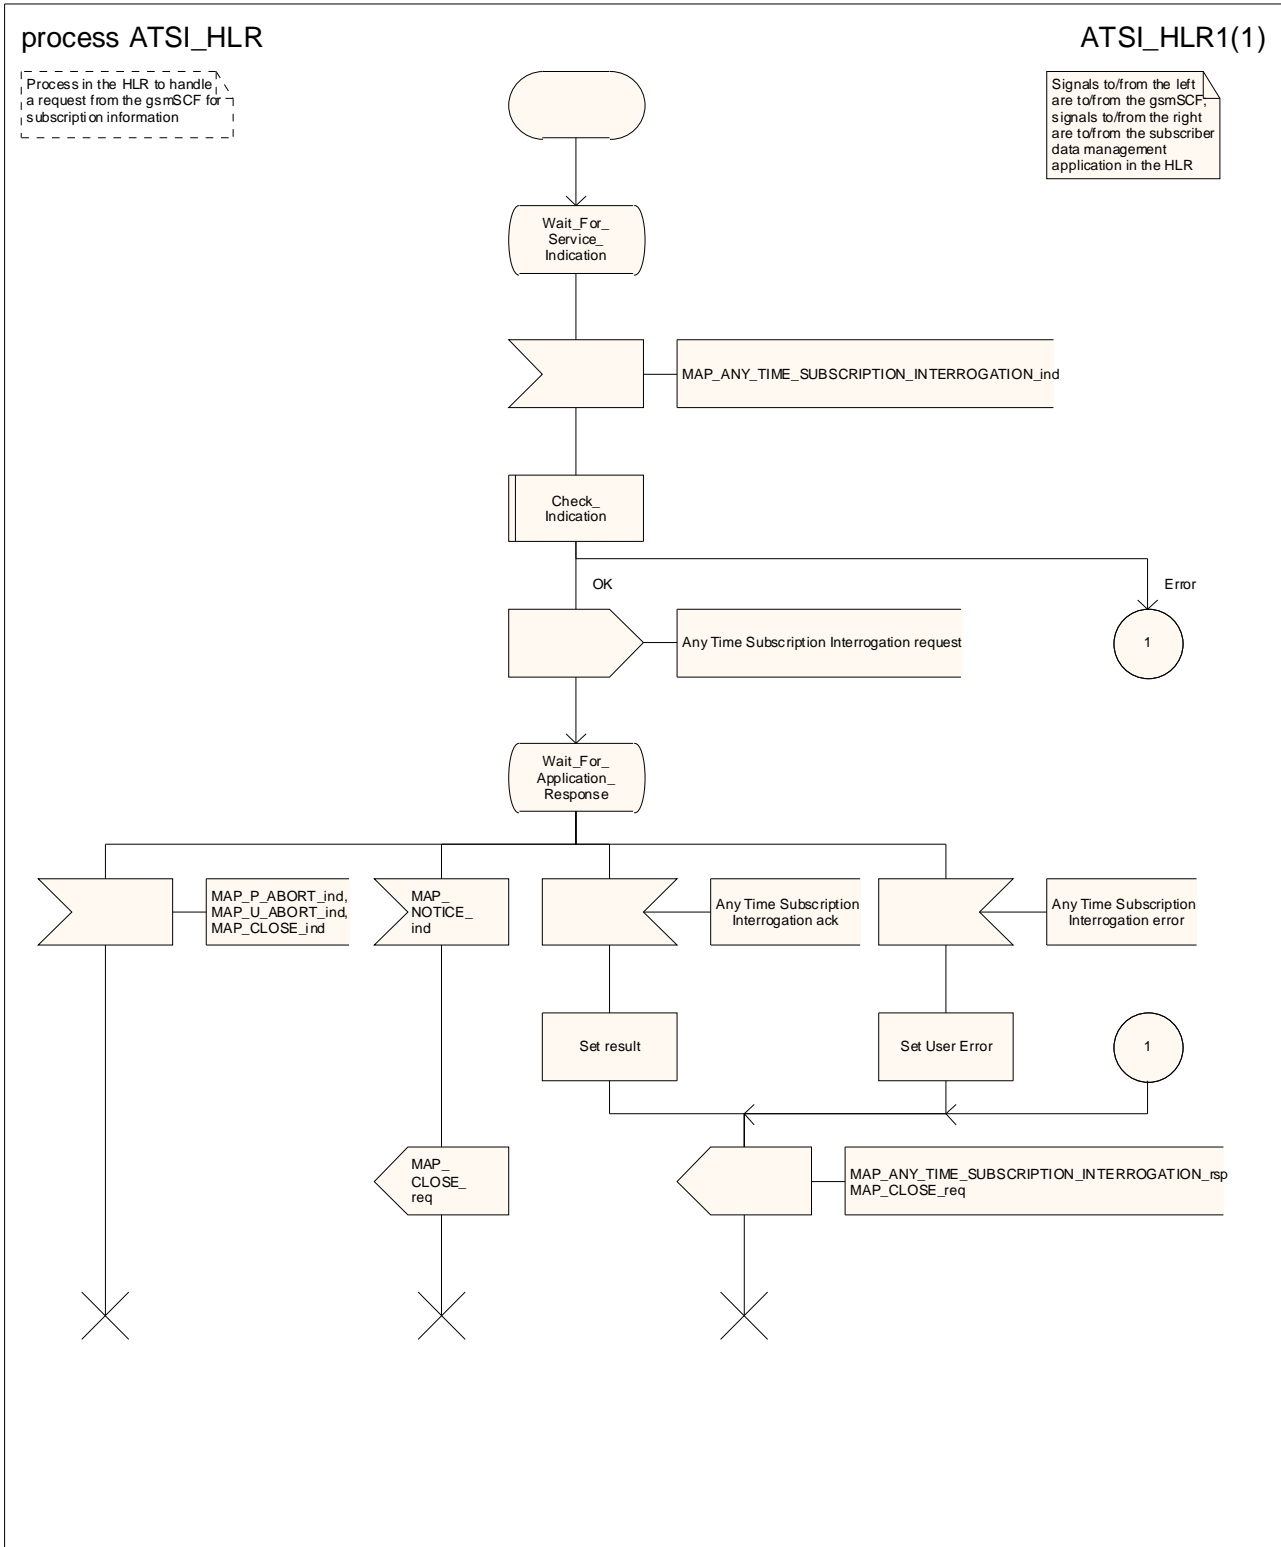 process ATSI_HLR
ATSI_HLR1(1)
Process in the HLR to handle
a request from the gsmSCF for
subscription information
Signals to/from the left
are to/from the gsmSCF;
signals to/from the right
are to/from the subscriber
data management
application in the HLR
Wait_For_
Service_
Indication
MAP_ANY_TIME_SUBSCRIPTION_INTERROGATION_ind
Check_
Indication
OK
Error
Any Time Subscription Interrogation request
1
Wait_For_
Application_
Response
MAP_P_ABORT_ind,
MAP_U_ABORT_ind,
MAP_CLOSE_ind
MAP_
NOTICE_
ind
Any Time Subscription
Interrogation ack
Any Time Subscription
Interrogation error
Set result
Set User Error
1
MAP_
CLOSE_
req
MAP_ANY_TIME_SUBSCRIPTION_INTERROGATION_rsp
MAP_CLOSE_req